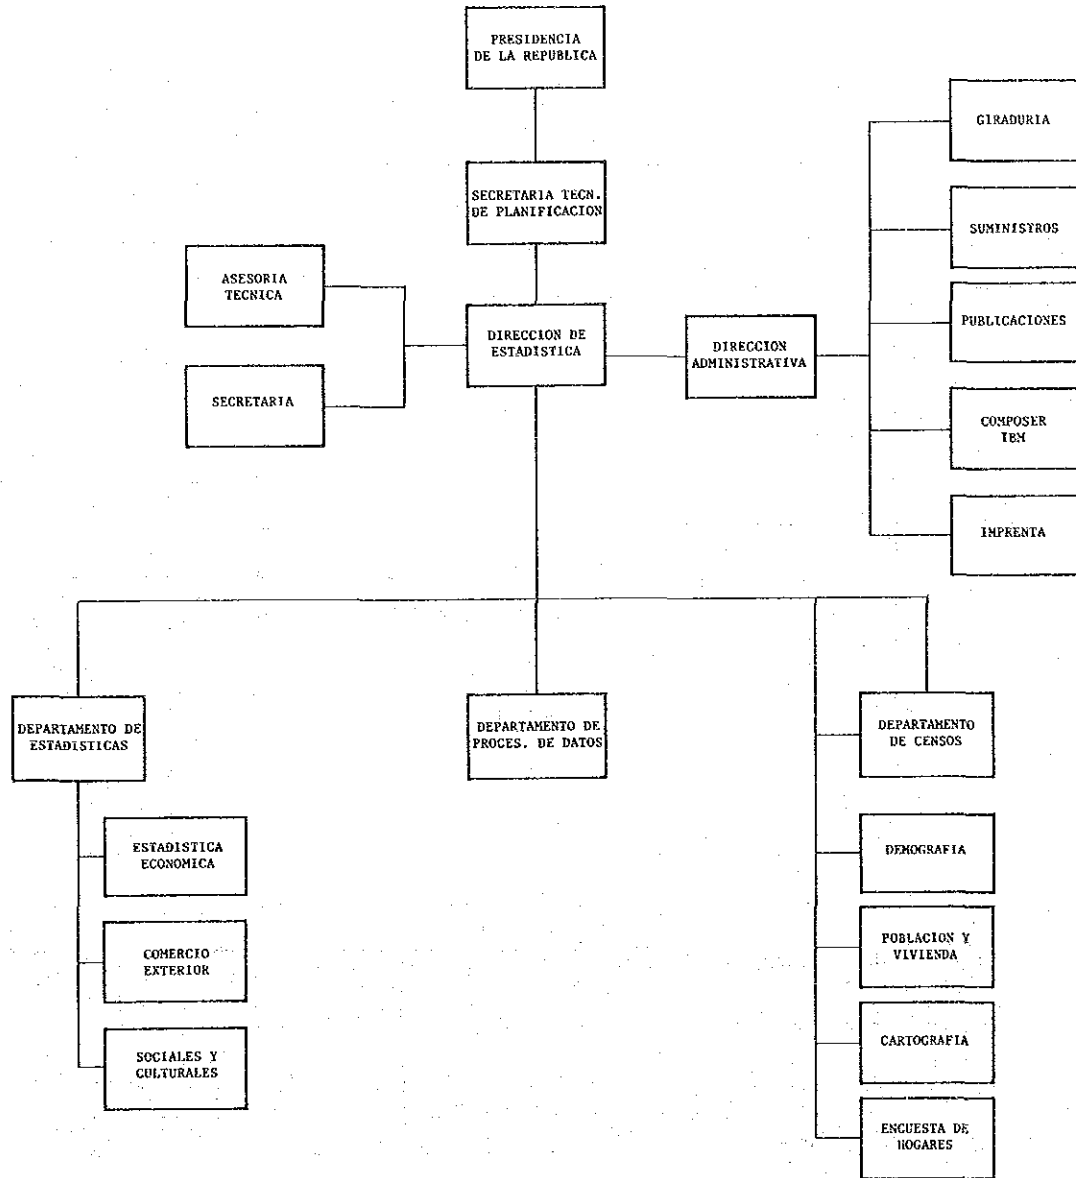 PRESIDENCIA
DE LA REPUBLICA
GIRADURIA
SECRETARIA TECN.
DE PLANIFICACION
SUMINISTROS
ASESORIA
TECNICA
PUBLICACIONES
DIRECCION DE
ESTADISTICA
DIRECCION
ADMINISTRATIVA
SECRETARIA
COMPOSER
IBM
IMPRENTA
DEPARTAMENTO DE
ESTADISTICAS
DEPARTAMENTO DE
PROCES. DE DATOS
DEPARTAMENTO
DE CENSOS
ESTADISTICA
ECONOMICA
COMERCIO
EXTERIOR
SOCIALES Y
CULTURALES
DEMOGRAFIA
POBLACION Y
VIVIENDA
CARTOGRAFIA
ENCUESTA DE
HOGARES